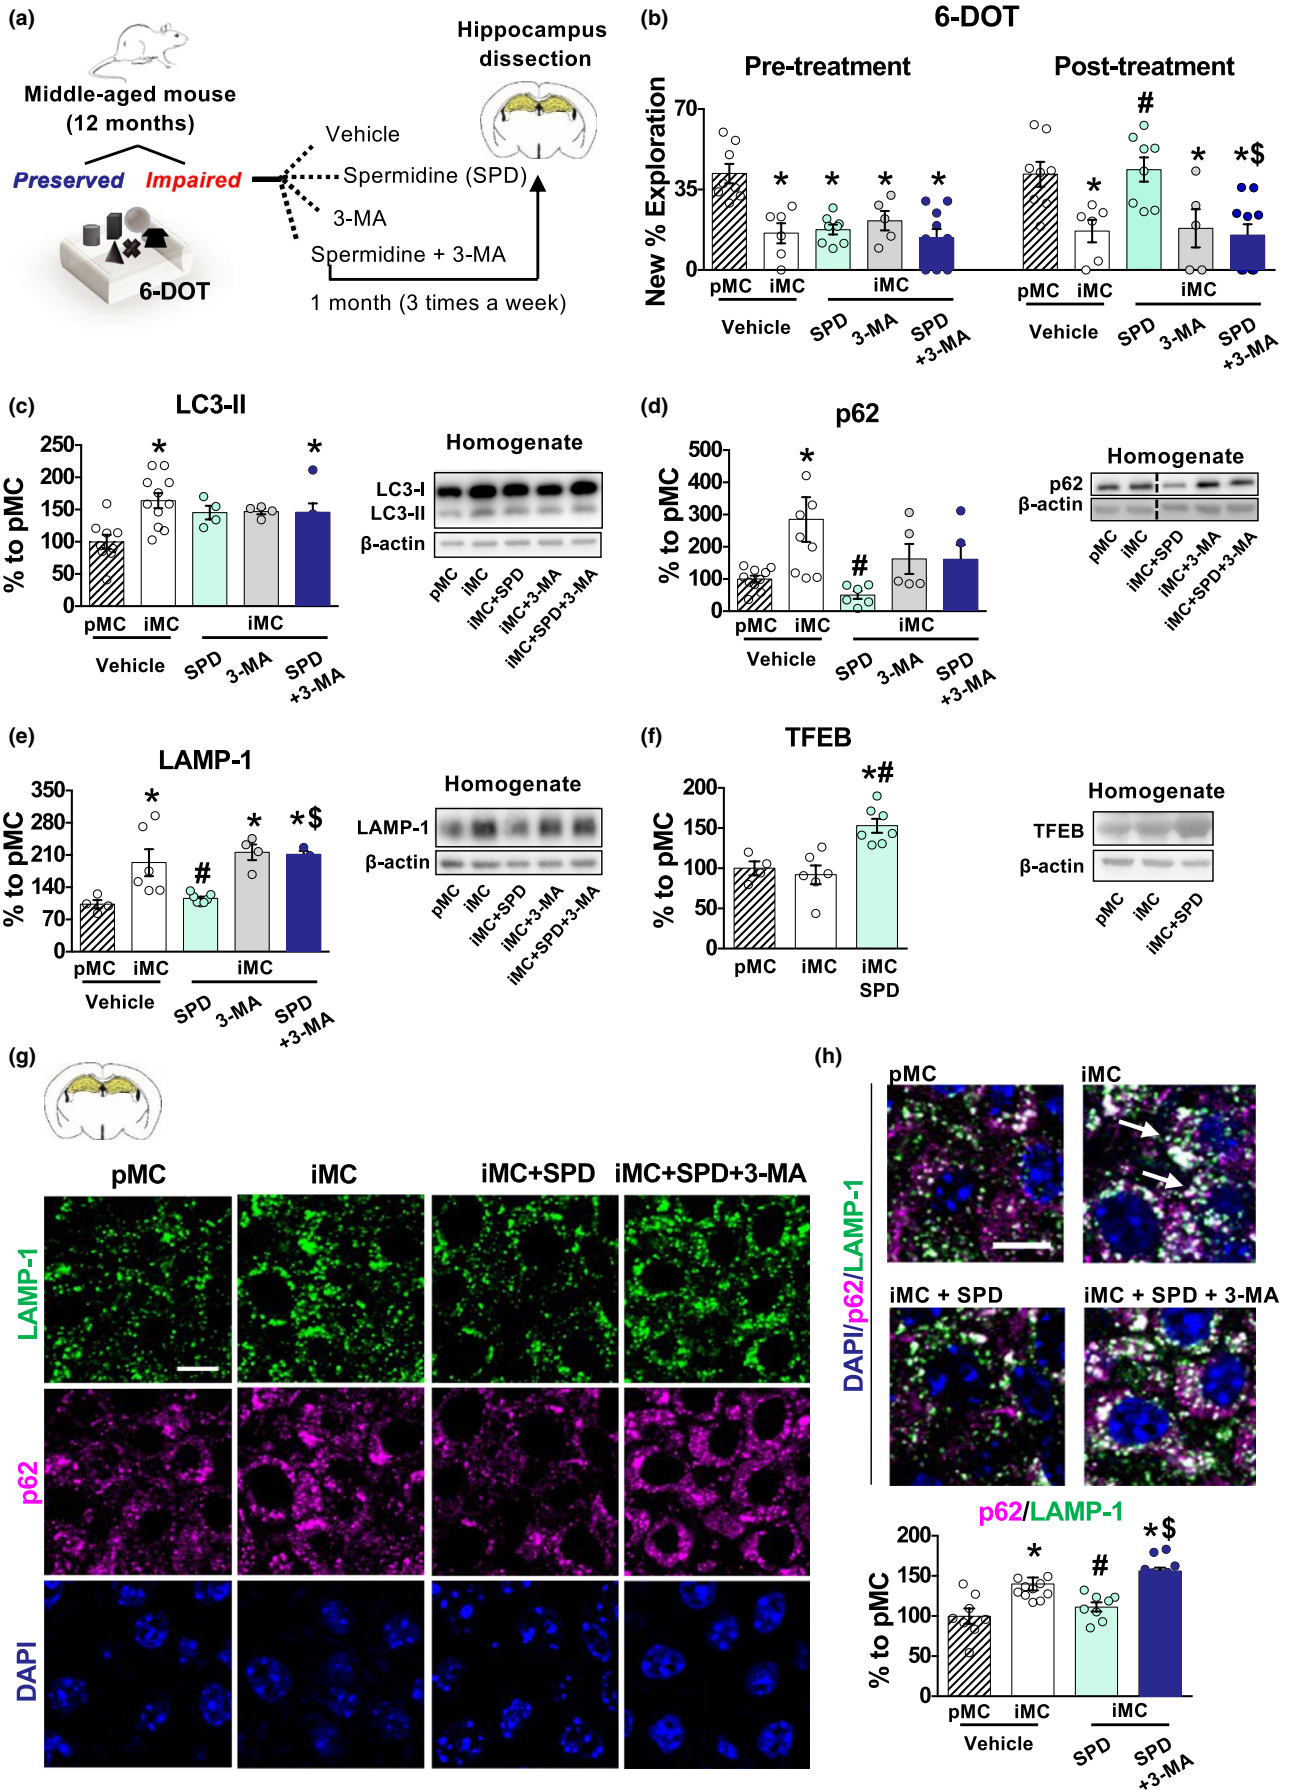 (a)
Hippocampus
dissection
Middle-aged mouse
(12 months)
Preserved Impaired
Vehicle
Spermidine (SPD)
3-MA
Spermidine + 3-MA
6-DOT
1 month (3 times a week)
(b)
6-DOT
Pre-treatment Post-treatment
New % Exploration
70
35
0
* * * * * # * *$
pMC iMC iMC pMC iMC iMC
Vehicle SPD 3-MA SPD
+3-MA
Vehicle SPD 3-MA SPD
+3-MA
(c)
LC3-II
% to pMC
250
200
150
100
50
0
* *
pMC iMC iMC
Vehicle SPD 3-MA SPD
+3-MA
Homogenate
LC3-I
LC3-II
β-actin
pMC iMC iMC+SPD iMC+3-MA iMC+SPD+3-MA
(d)
p62
% to pMC
500
400
300
200
100
0
* #
pMC iMC iMC
Vehicle SPD 3-MA SPD
+3-MA
Homogenate
p62
β-actin
pMC iMC iMC+SPD iMC+3-MA iMC+SPD+3-MA
(e)
LAMP-1
% to pMC
350
280
210
140
70
0
* # * *$
pMC iMC iMC
Vehicle SPD 3-MA SPD
+3-MA
Homogenate
LAMP-1
β-actin
pMC iMC iMC+SPD iMC+3-MA iMC+SPD+3-MA
(f)
TFEB
% to pMC
200
150
100
50
0
*#
pMC iMC iMC
SPD
Homogenate
TFEB
β-actin
pMC iMC iMC+SPD
(g)
pMC iMC iMC+SPD iMC+SPD+3-MA
LAMP-1
p62
DAPI
(h)
DAPI/p62/LAMP-1
pMC iMC
iMC + SPD iMC + SPD + 3-MA
p62/LAMP-1
% to pMC
200
150
100
50
0
* # *$
pMC iMC iMC
Vehicle SPD SPD
+3-MA